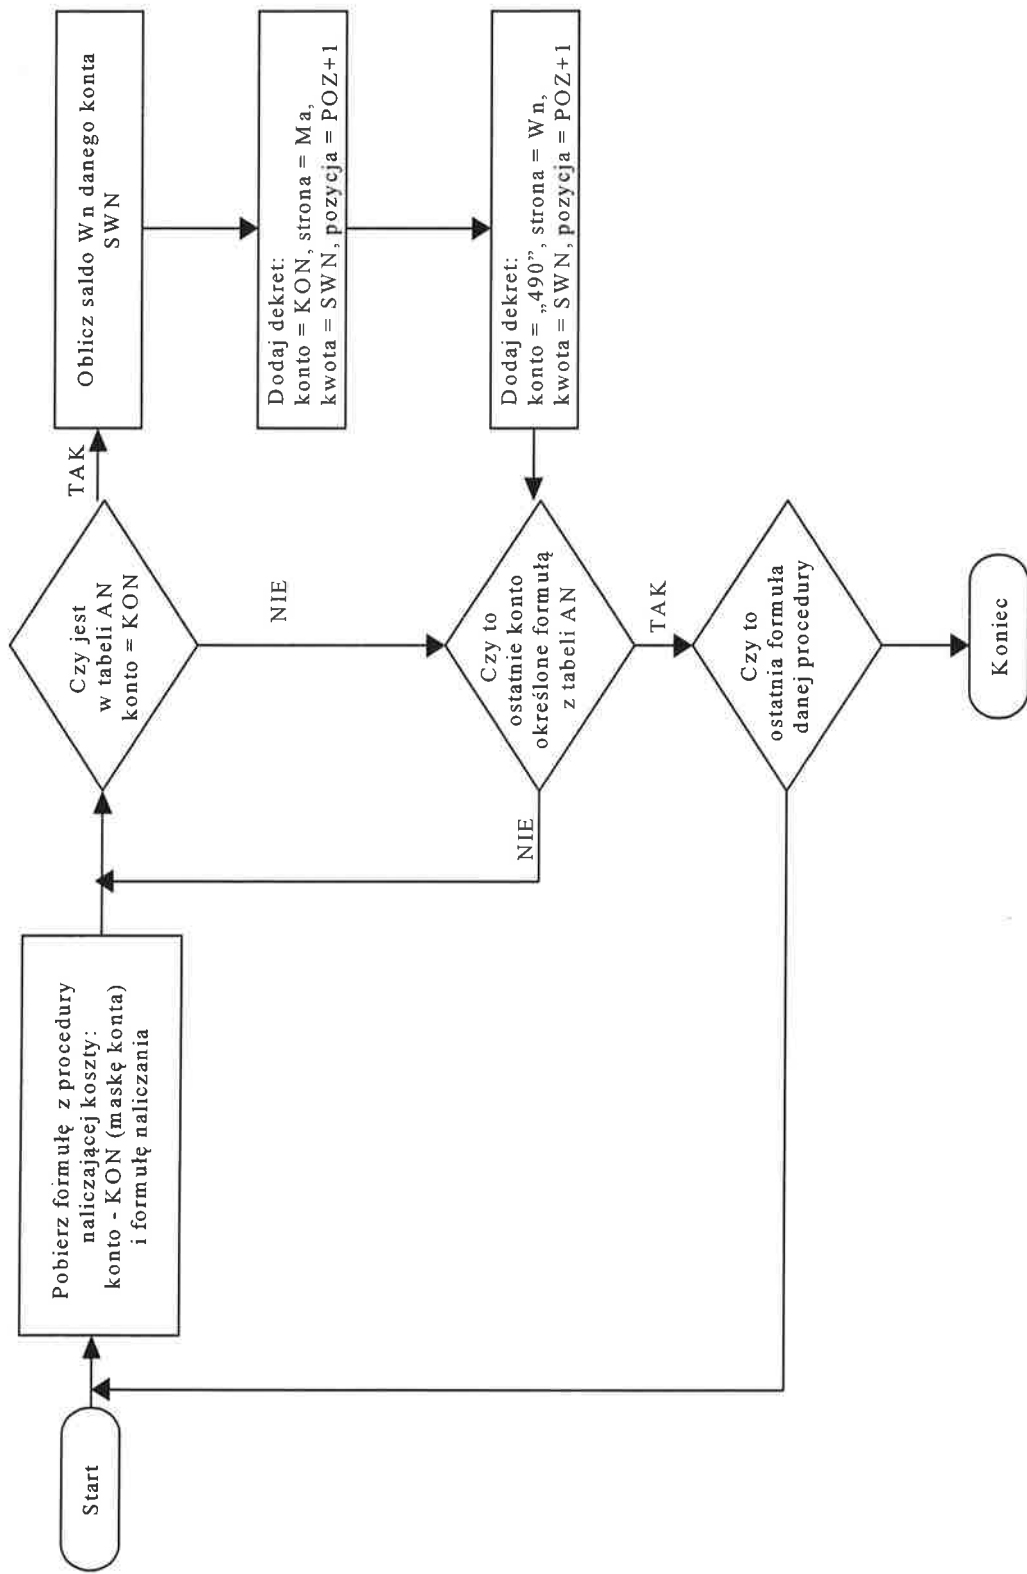 Start
Pobierz formułę z procedury
naliczającej koszty:
konto - KON (maskę konta)
i formułę naliczania
Czy jest
w tabeli AN
konto = KON
TAK
Oblicz saldo Wn danego konta
SWN
Dodaj dekret:
konto = KON, strona = Ma,
kwota = SWN, pozycja = POZ+1
Dodaj dekret:
konto = „490”, strona = Wn,
kwota = SWN, pozycja = POZ+1
NIE
Czy to
ostatnie konto
określone formułą
z tabeli AN
NIE
TAK
Czy to
ostatnia formuła
danej procedury
Koniec